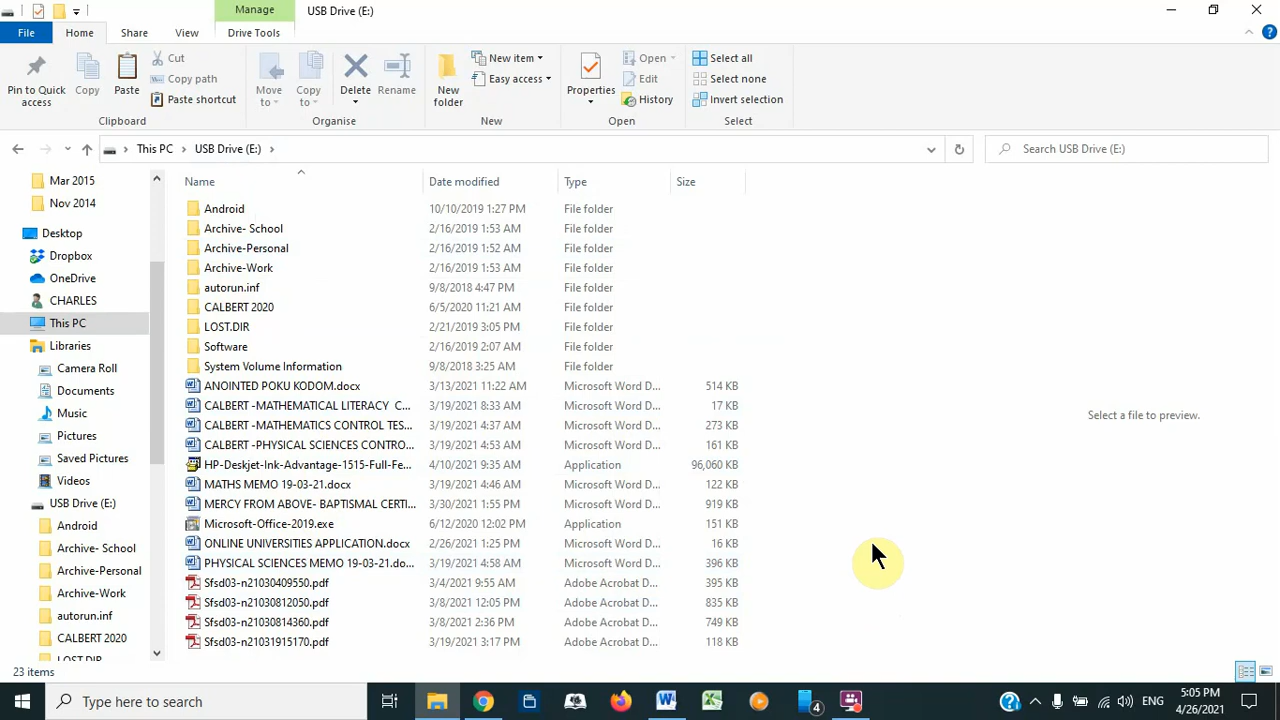 Manage
USB Drive (E:)
File
Home
Share
View
Drive Tools
Pin to Quick access
Copy
Paste
Cut
Copy path
Paste shortcut
Clipboard
Move to
Copy to
Delete
Rename
Organise
New folder
New item
Easy access
New
Properties
Open
Edit
History
Open
Select all
Select none
Invert selection
Select
This PC
USB Drive (E:)
Search USB Drive (E:)
Name
Date modified
Type
Size
Mar 2015
Nov 2014
Desktop
Dropbox
OneDrive
CHARLES
This PC
Libraries
Camera Roll
Documents
Music
Pictures
Saved Pictures
Videos
USB Drive (E:)
Android
Archive- School
Archive-Personal
Archive-Work
autorun.inf
CALBERT 2020
LOST.DIR
Android 10/10/2019 1:27 PM File folder
Archive- School 2/16/2019 1:53 AM File folder
Archive-Personal 2/16/2019 1:52 AM File folder
Archive-Work 2/16/2019 1:53 AM File folder
autorun.inf 9/8/2018 4:47 PM File folder
CALBERT 2020 6/5/2020 11:21 AM File folder
LOST.DIR 2/21/2019 3:05 PM File folder
Software 2/16/2019 2:07 AM File folder
System Volume Information 9/8/2018 3:25 AM File folder
ANOINTED POKU KODOM.docx 3/13/2021 11:22 AM Microsoft Word D... 514 KB
CALBERT -MATHEMATICAL LITERACY C... 3/19/2021 8:33 AM Microsoft Word D... 17 KB
CALBERT -MATHEMATICS CONTROL TES... 3/19/2021 4:37 AM Microsoft Word D... 273 KB
CALBERT -PHYSICAL SCIENCES CONTRO... 3/19/2021 4:53 AM Microsoft Word D... 161 KB
HP-Deskjet-Ink-Advantage-1515-Full-Fe... 4/10/2021 9:35 AM Application 96,060 KB
MATHS MEMO 19-03-21.docx 3/19/2021 4:46 AM Microsoft Word D... 122 KB
MERCY FROM ABOVE- BAPTISMAL CERTI... 3/30/2021 1:55 PM Microsoft Word D... 919 KB
Microsoft-Office-2019.exe 6/12/2020 12:02 PM Application 151 KB
ONLINE UNIVERSITIES APPLICATION.docx 2/26/2021 1:25 PM Microsoft Word D... 16 KB
PHYSICAL SCIENCES MEMO 19-03-21.do... 3/19/2021 4:58 AM Microsoft Word D... 396 KB
Sfsd03-n21030409550.pdf 3/4/2021 9:55 AM Adobe Acrobat D... 395 KB
Sfsd03-n21030812050.pdf 3/8/2021 12:05 PM Adobe Acrobat D... 835 KB
Sfsd03-n21030814360.pdf 3/8/2021 2:36 PM Adobe Acrobat D... 749 KB
Sfsd03-n21031915170.pdf 3/19/2021 3:17 PM Adobe Acrobat D... 118 KB
Select a file to preview.
23 items
Type here to search
4
ENG
5:05 PM
4/26/2021